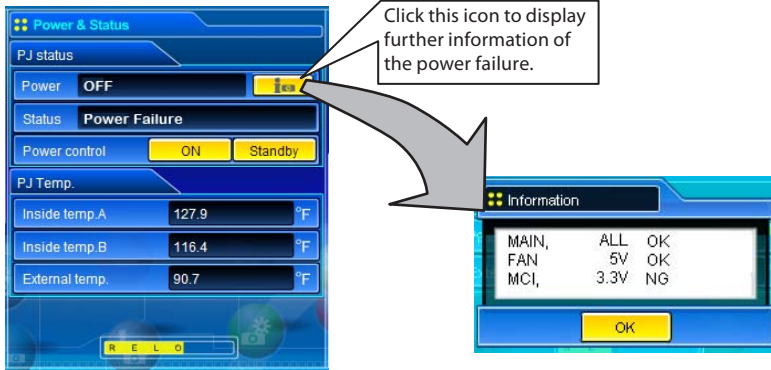 Power & Status
PJ status
Power OFF
Status Power Failure
Power control ON Standby
PJ Temp.
Inside temp.A 127.9 °F
Inside temp.B 116.4 °F
External temp. 90.7 °F
R E L O
Click this icon to display
further information of
the power failure.
Information
MAIN, ALL OK
FAN 5V OK
MCI, 3.3V NG
OK